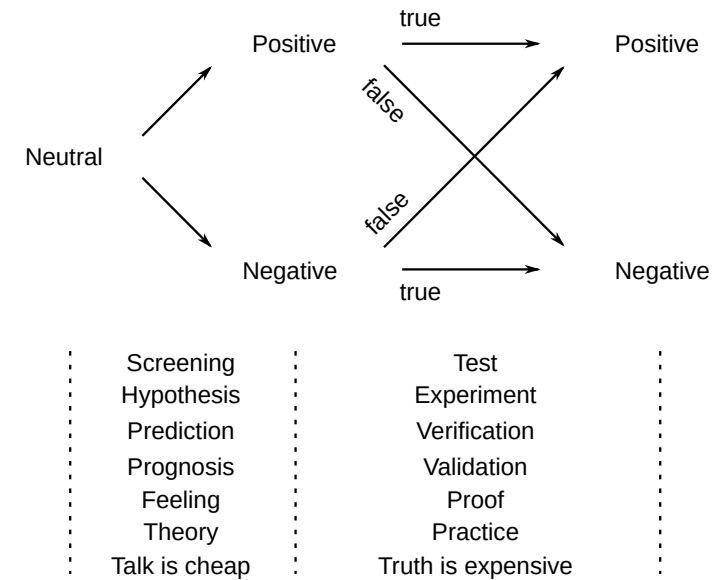 true
Positive Positive
false
Neutral
false
Negative Negative
true
Screening Test
Hypothesis Experiment
Prediction Verification
Prognosis Validation
Feeling Proof
Theory Practice
Talk is cheap Truth is expensive